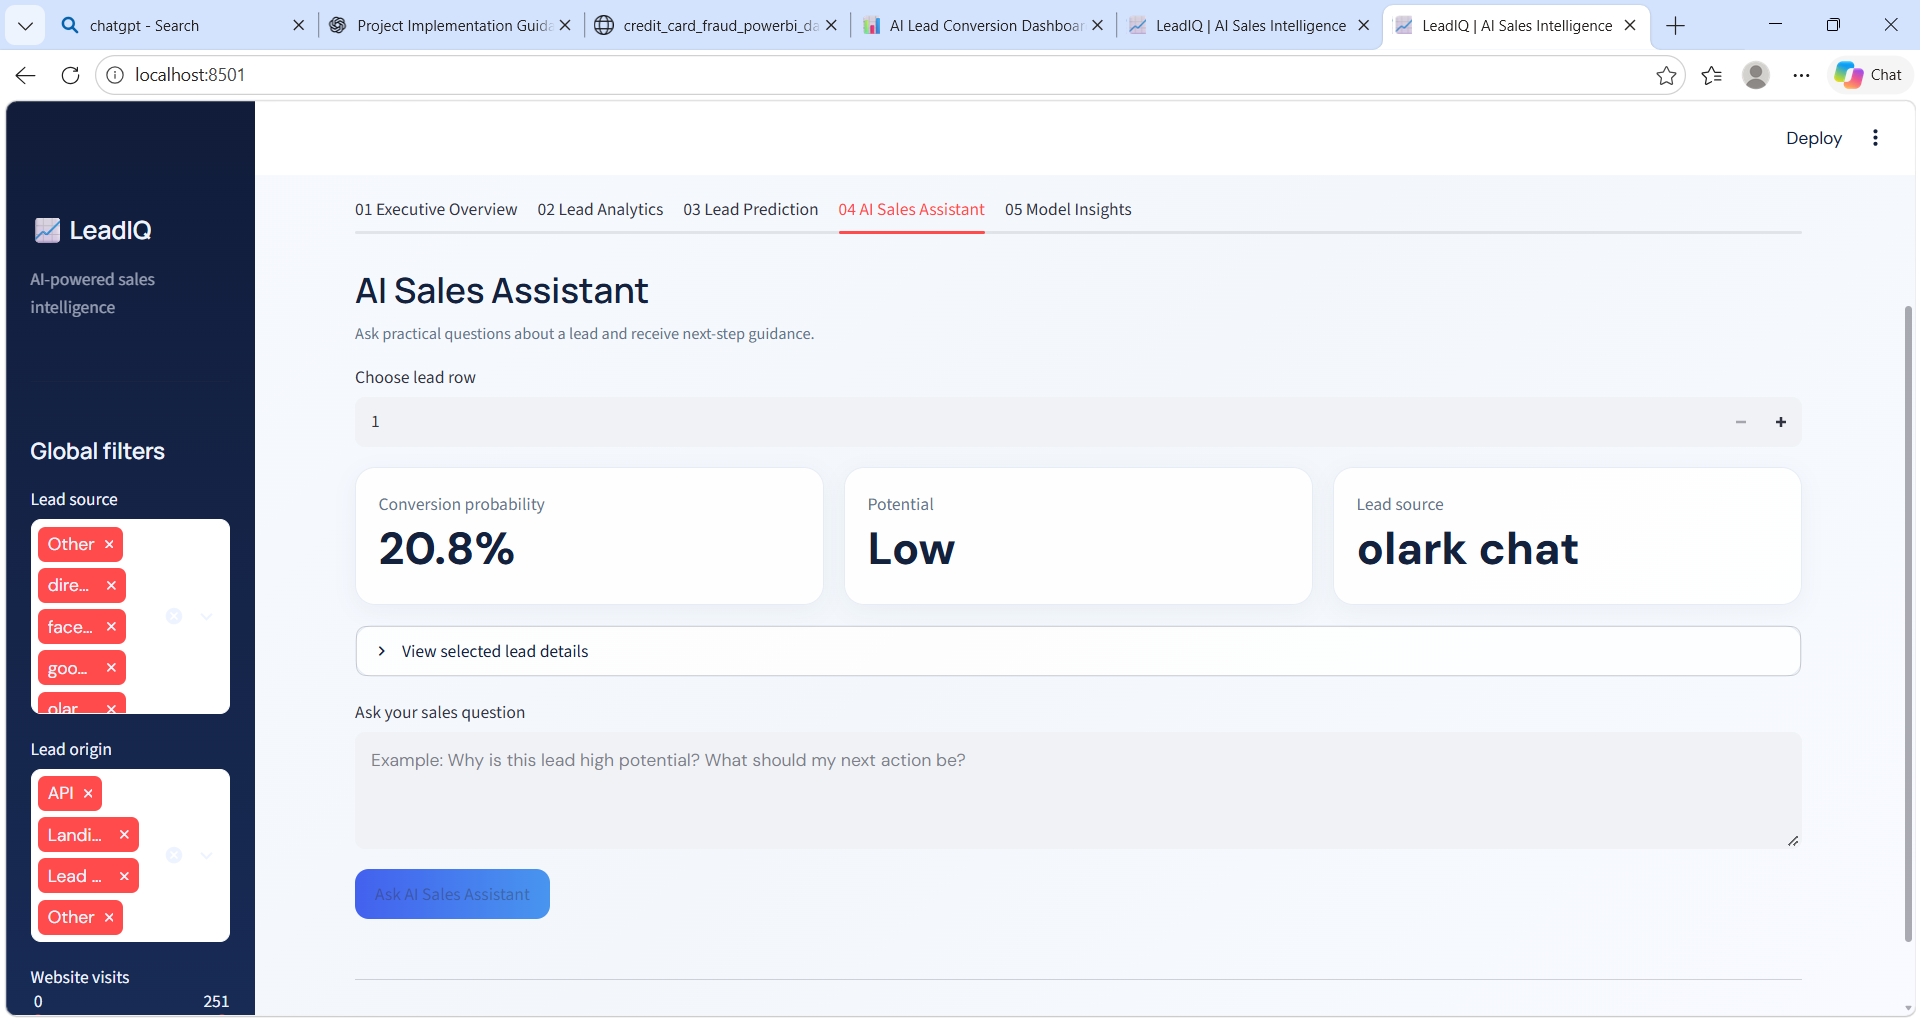 chatgpt - Search
Project Implementation Guida
credit_card_fraud_powerbi_da
AI Lead Conversion Dashboar
LeadIQ | AI Sales Intelligence
LeadIQ | AI Sales Intelligence
localhost:8501
Chat
Deploy
LeadIQ
AI-powered sales
intelligence
Global filters
Lead source
Other
dire...
face...
goo...
olar
Lead origin
API
Landi...
Lead ...
Other
Website visits
0 251
01 Executive Overview 02 Lead Analytics 03 Lead Prediction 04 AI Sales Assistant 05 Model Insights
AI Sales Assistant
Ask practical questions about a lead and receive next-step guidance.
Choose lead row
1
Conversion probability
20.8%
Potential
Low
Lead source
olark chat
View selected lead details
Ask your sales question
Example: Why is this lead high potential? What should my next action be?
Ask AI Sales Assistant